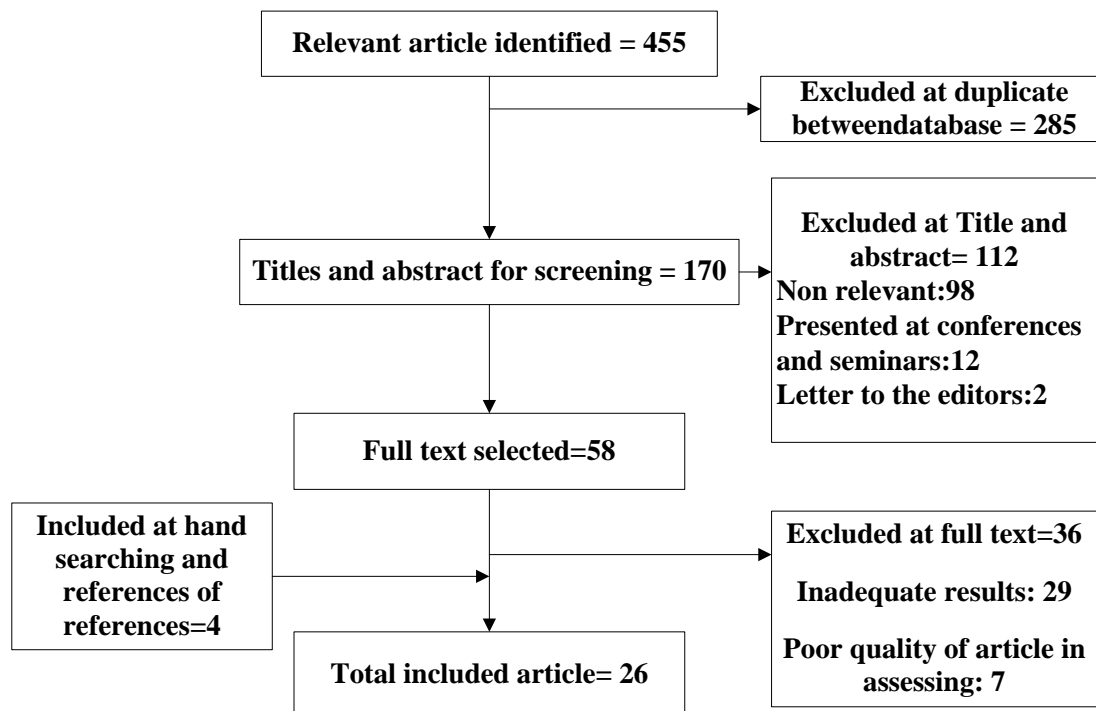 Relevant article identified = 455
Excluded at duplicate
betweendatabase = 285
Titles and abstract for screening = 170
Excluded at Title and
abstract= 112
Non relevant:98
Presented at conferences
and seminars:12
Letter to the editors:2
Full text selected=58
Included at hand
searching and
references of
references=4
Excluded at full text=36
Inadequate results: 29
Poor quality of article in
assessing: 7
Total included article= 26